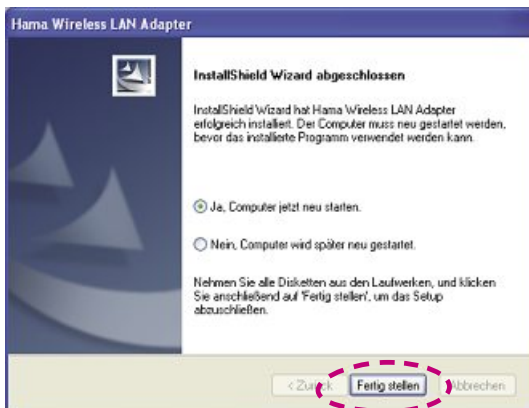 Hama Wireless LAN Adapter
InstallShield Wizard abgeschlossen
InstallShield Wizard hat Hama Wireless LAN Adapter
erfolgreich installiert. Der Computer muss neu gestartet werden,
bevor das installierte Programm verwendet werden kann.
Ja, Computer jetzt neu starten.
Nein, Computer wird später neu gestartet.
Nehmen Sie alle Disketten aus den Laufwerken, und klicken
Sie anschließend auf 'Fertig stellen', um das Setup
abzuschließen.
< Zurück Fertig stellen Abbrechen